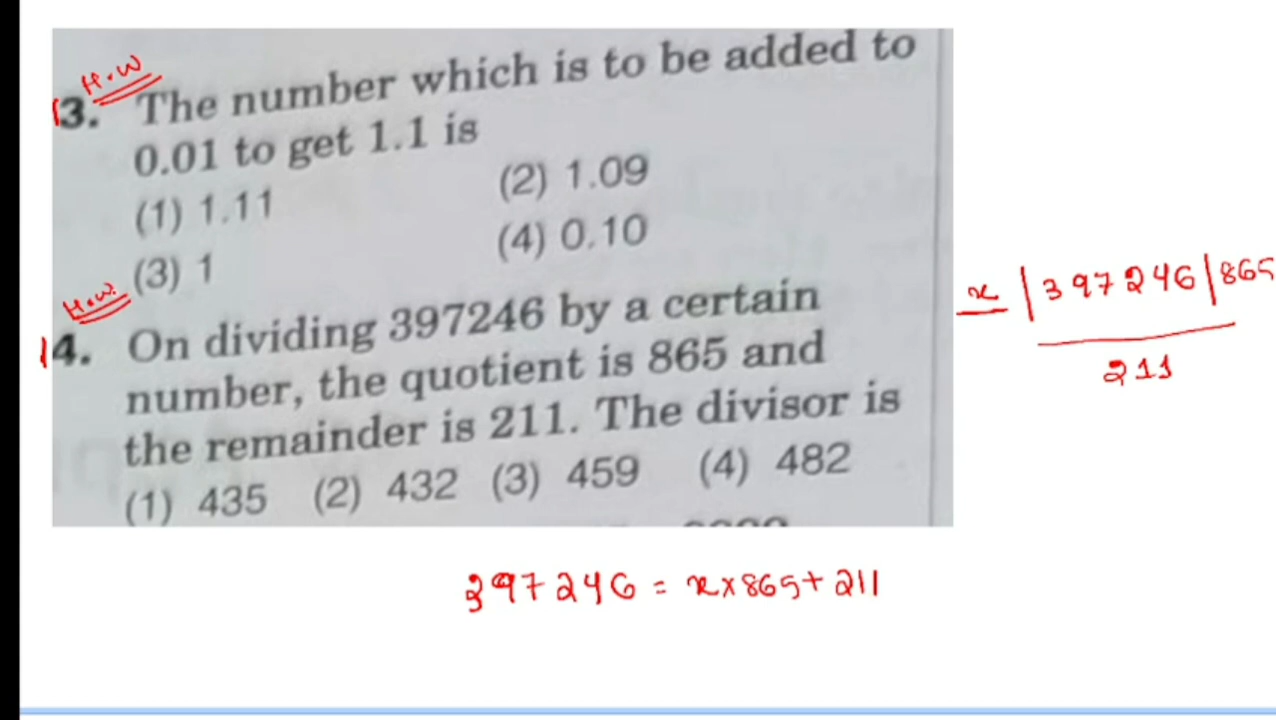 H.W
13. The number which is to be added to
0.01 to get 1.1 is
(1) 1.11 (2) 1.09
(3) 1 (4) 0.10
H.W.
14. On dividing 397246 by a certain
number, the quotient is 865 and
the remainder is 211. The divisor is
(1) 435 (2) 432 (3) 459 (4) 482
x | 397246 | 865
211
397246 = x x 865 + 211